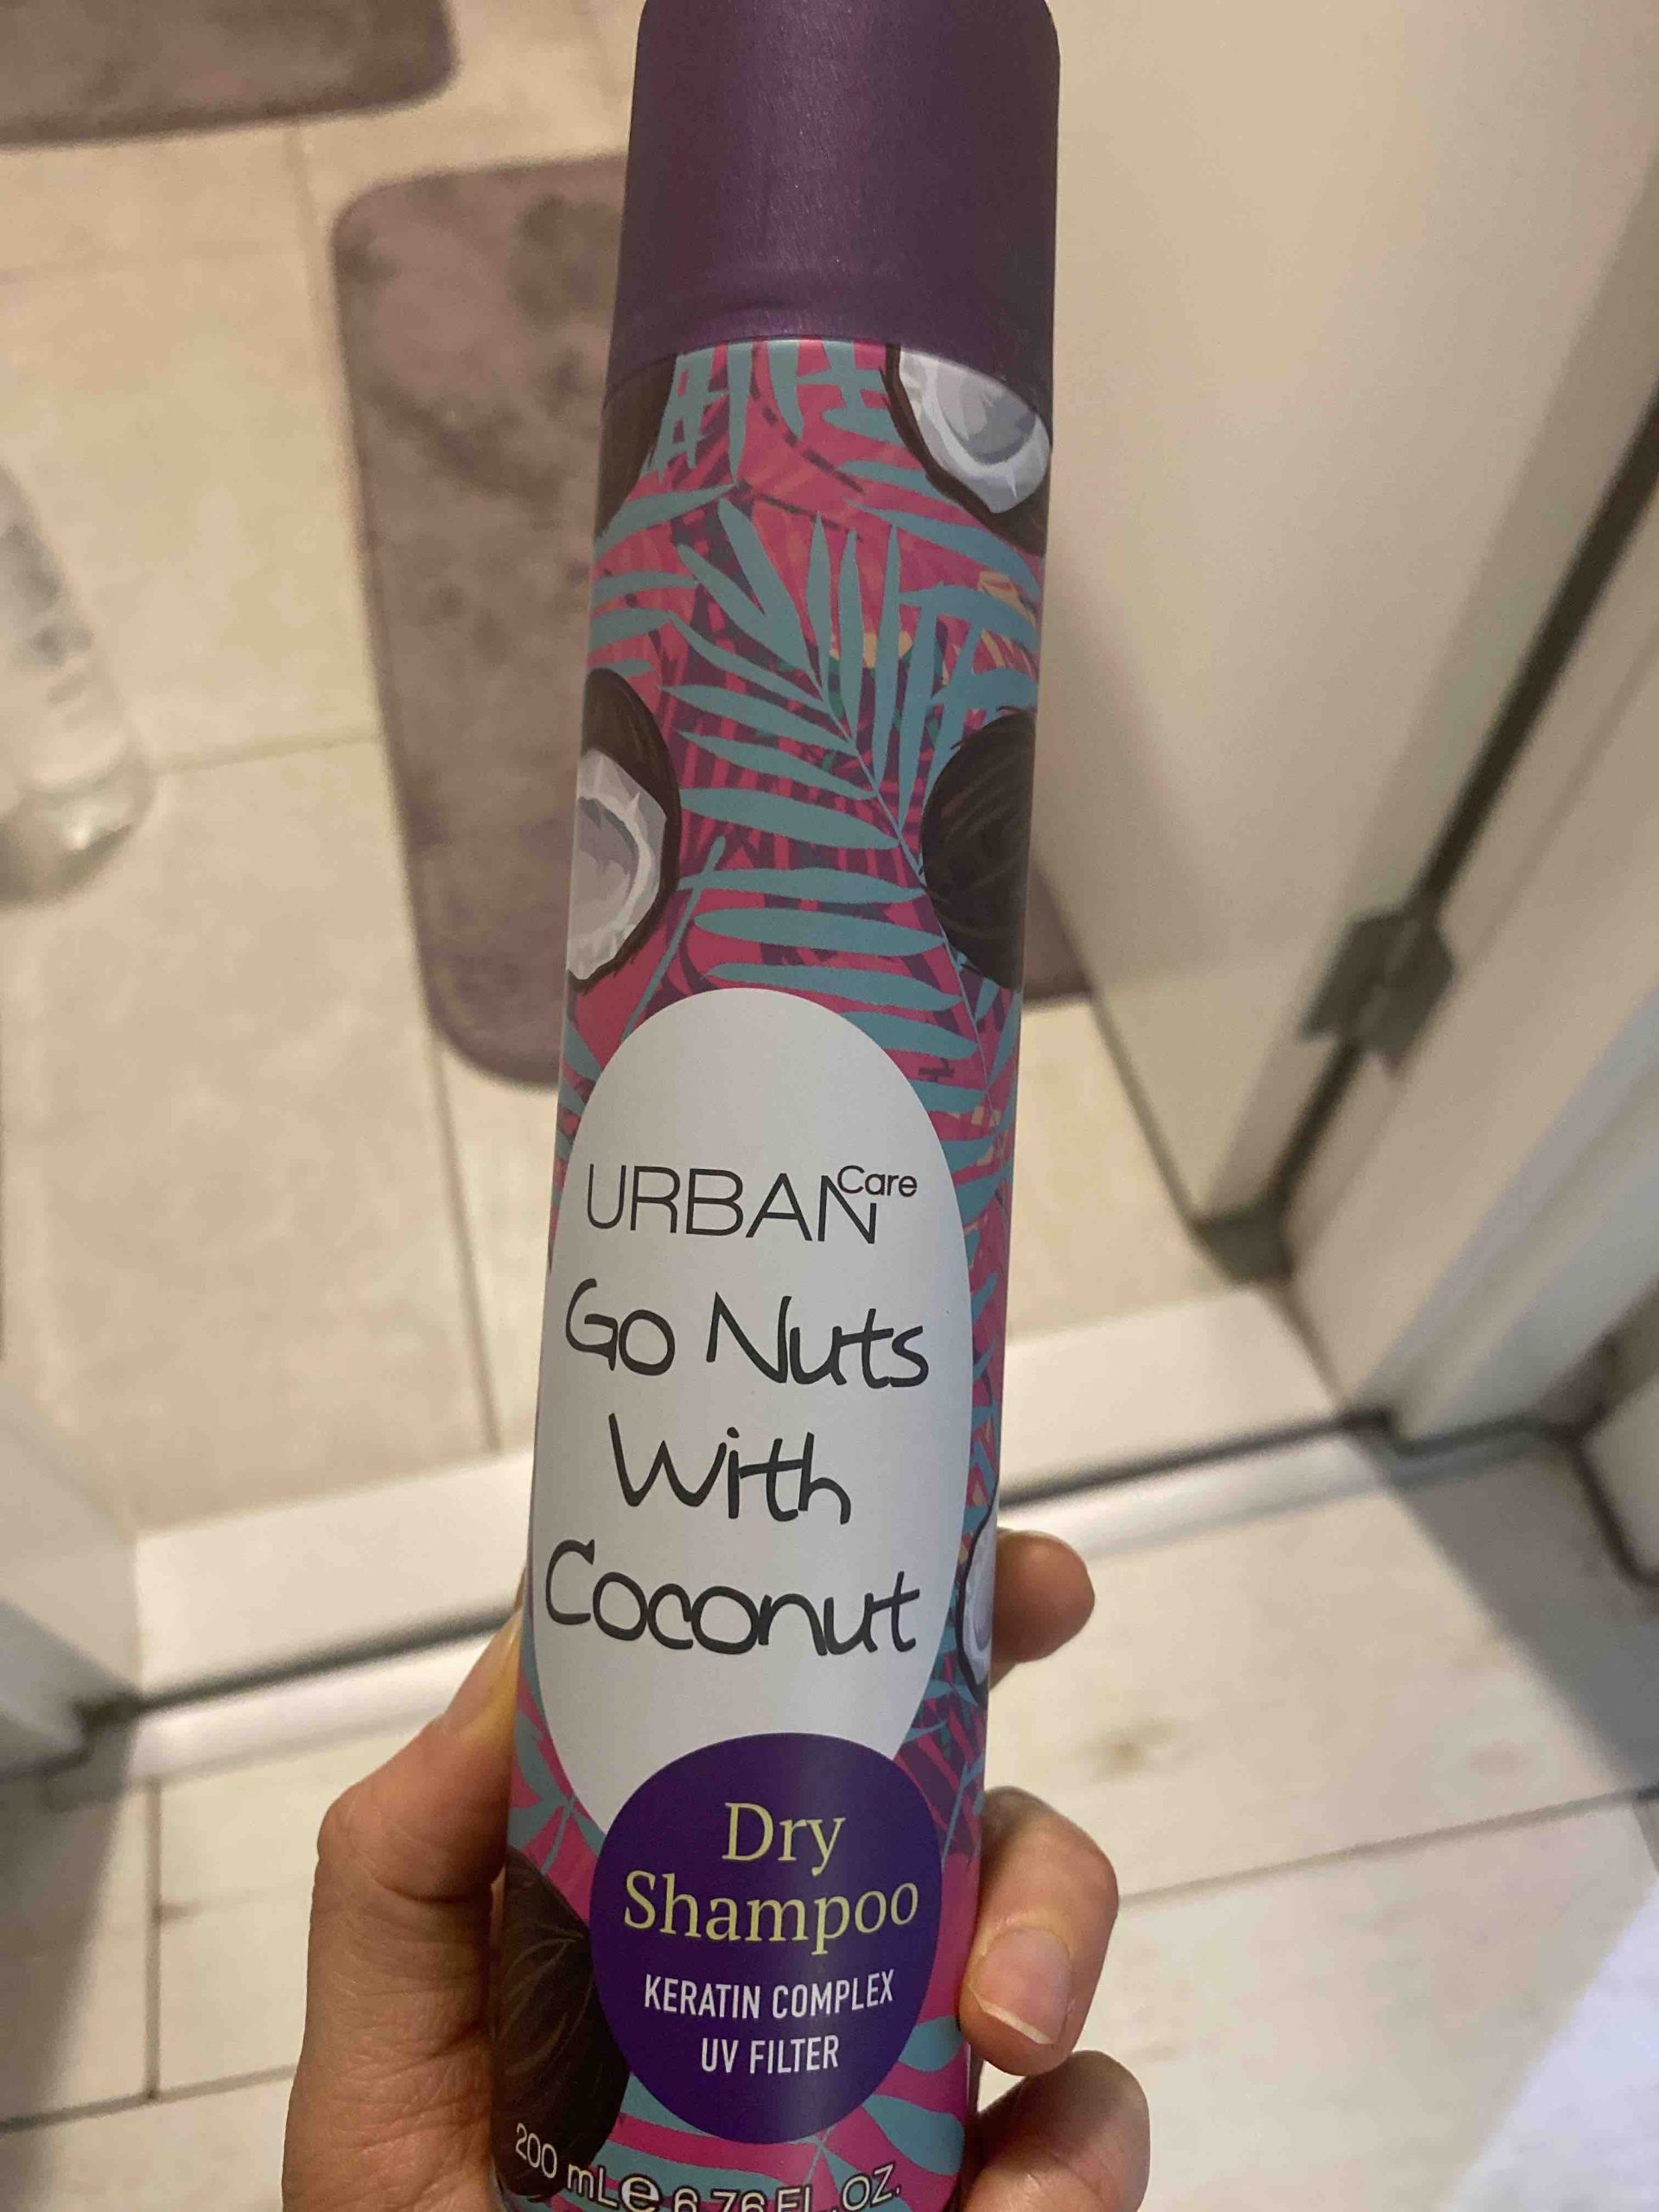 URBAN Care
Go Nuts
With
Coconut
Dry
Shampoo
KERATIN COMPLEX
UV FILTER
200 mL e 6.76 FL.OZ.